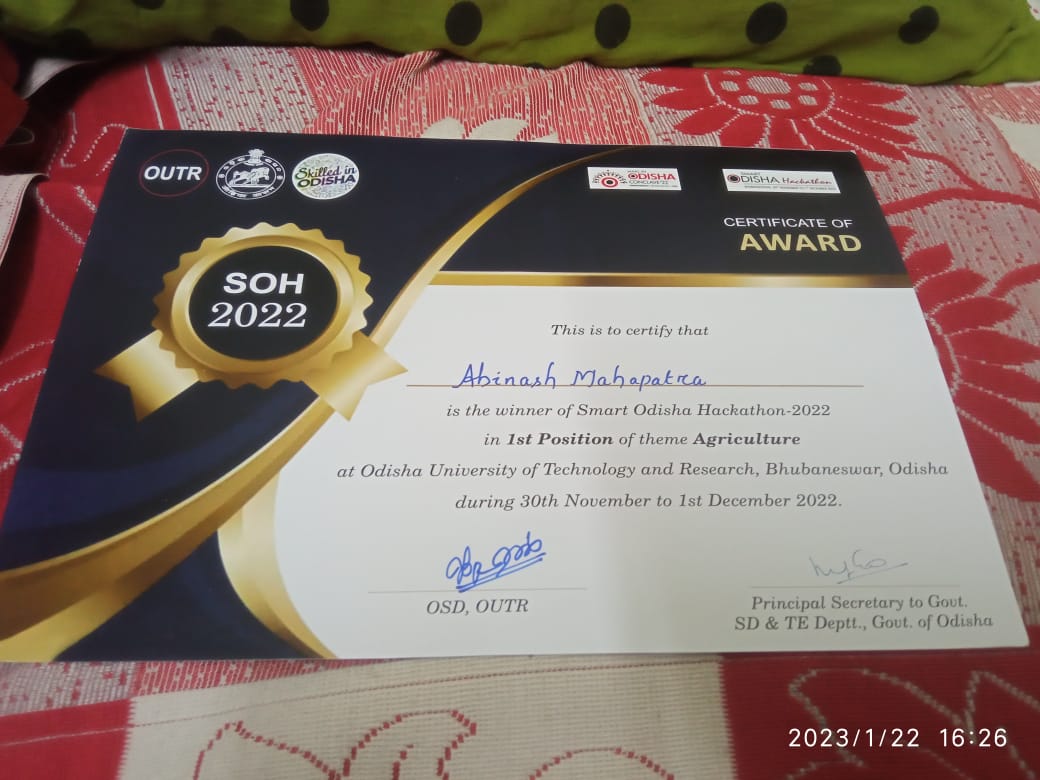 OUTR
Skilled in
ODISHA
ODISHA
CONCLAVE'22
ODISHA Hackathon
CERTIFICATE OF
AWARD
SOH
2022
This is to certify that
Abinash Mahapatra
is the winner of Smart Odisha Hackathon-2022
in 1st Position of theme Agriculture
at Odisha University of Technology and Research, Bhubaneswar, Odisha
during 30th November to 1st December 2022.
OSD, OUTR
Principal Secretary to Govt.
SD & TE Deptt., Govt. of Odisha
2023/1/22 16:26